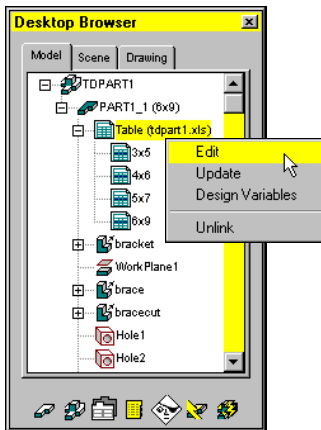 Desktop Browser
Model Scene Drawing
TDPART1
PART1_1 (6x9)
Table (tdpart1.xls)
3x5
Edit
4x6
Update
5x7
Design Variables
6x9
Unlink
bracket
WorkPlane1
brace
bracecut
Hole1
Hole2